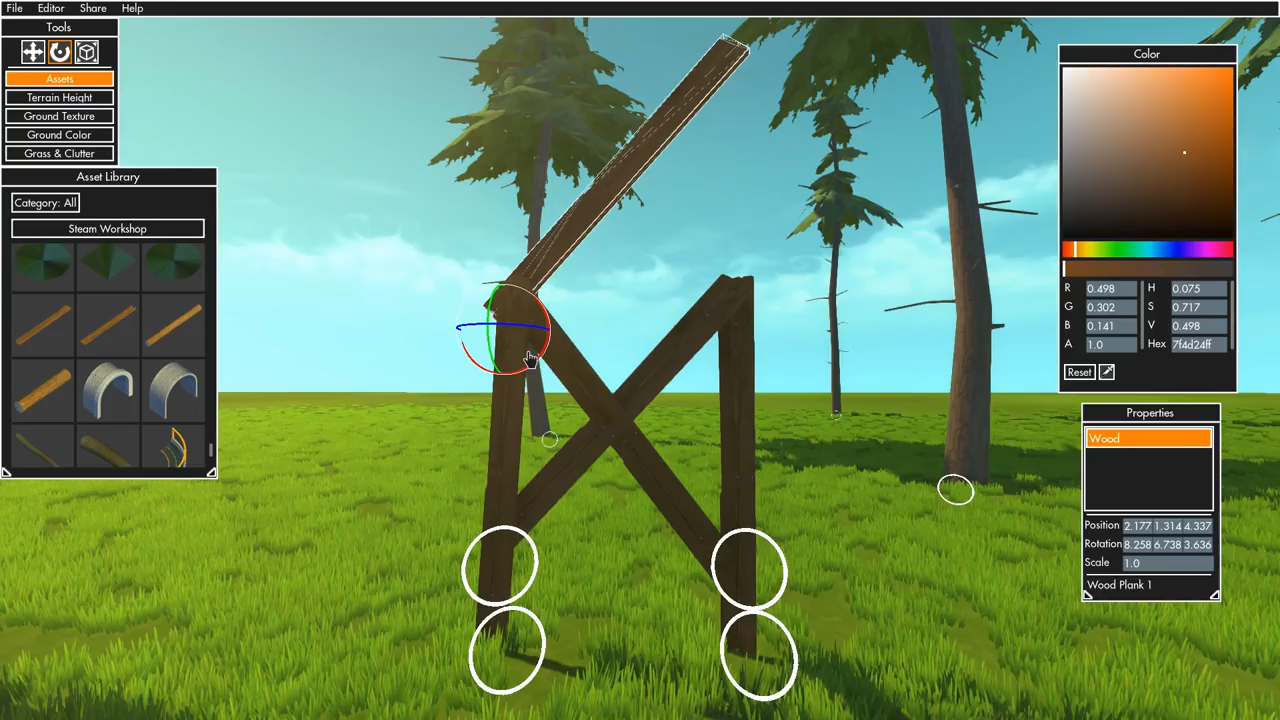 File Editor Share Help
Tools
Assets
Terrain Height
Ground Texture
Ground Color
Grass & Clutter
Asset Library
Category: All
Steam Workshop
Color
R 0.498 H 0.075
G 0.302 S 0.717
B 0.141 V 0.498
A 1.0 Hex 7f4d24ff
Reset
Properties
Wood
Position 2.177 1.314 4.337
Rotation 8.258 6.738 3.636
Scale 1.0
Wood Plank 1